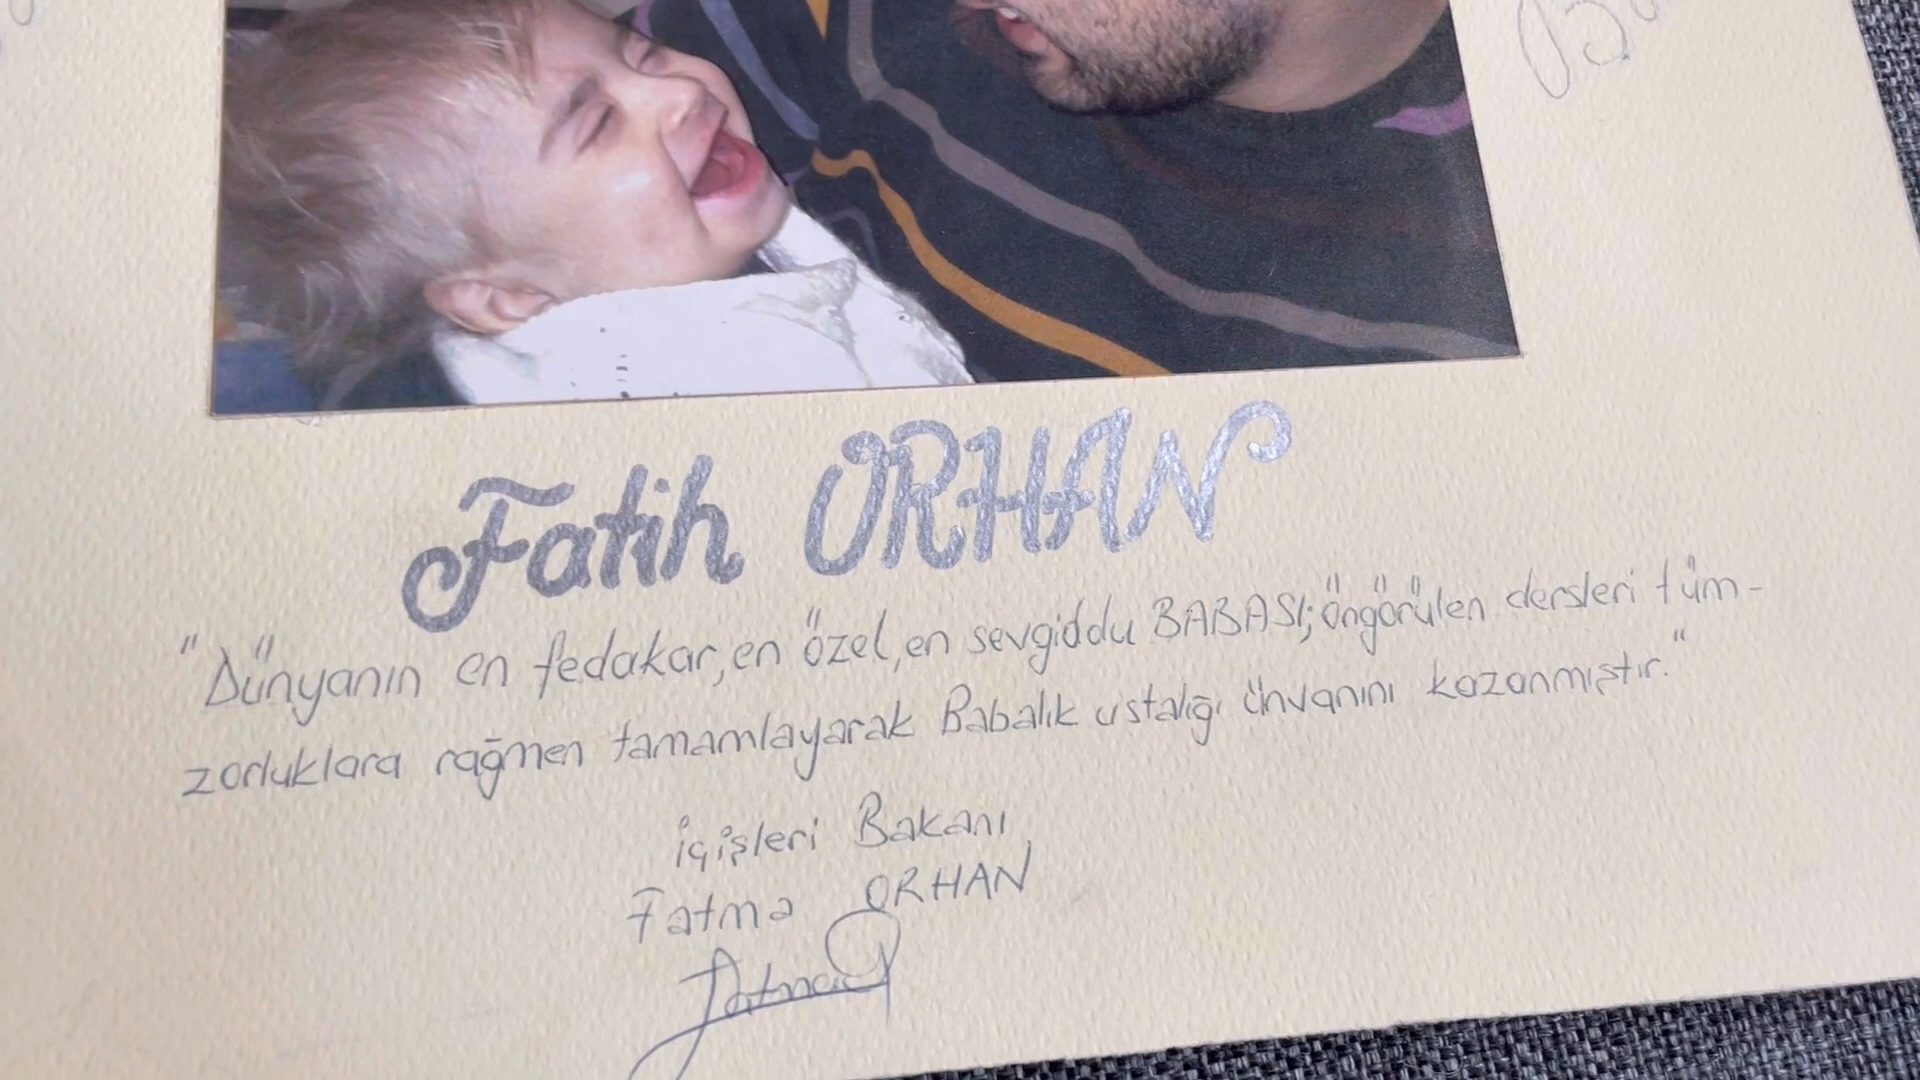 Fatih ORHAN
"Dünyanın en fedakar, en özel, en sevgiddu BABASI; öngörülen dersleri tüm-
zorluklara rağmen tamamlayarak Babalık ustalığı ünvanını kazanmıştır."
içişleri Bakanı
Fatma ORHAN